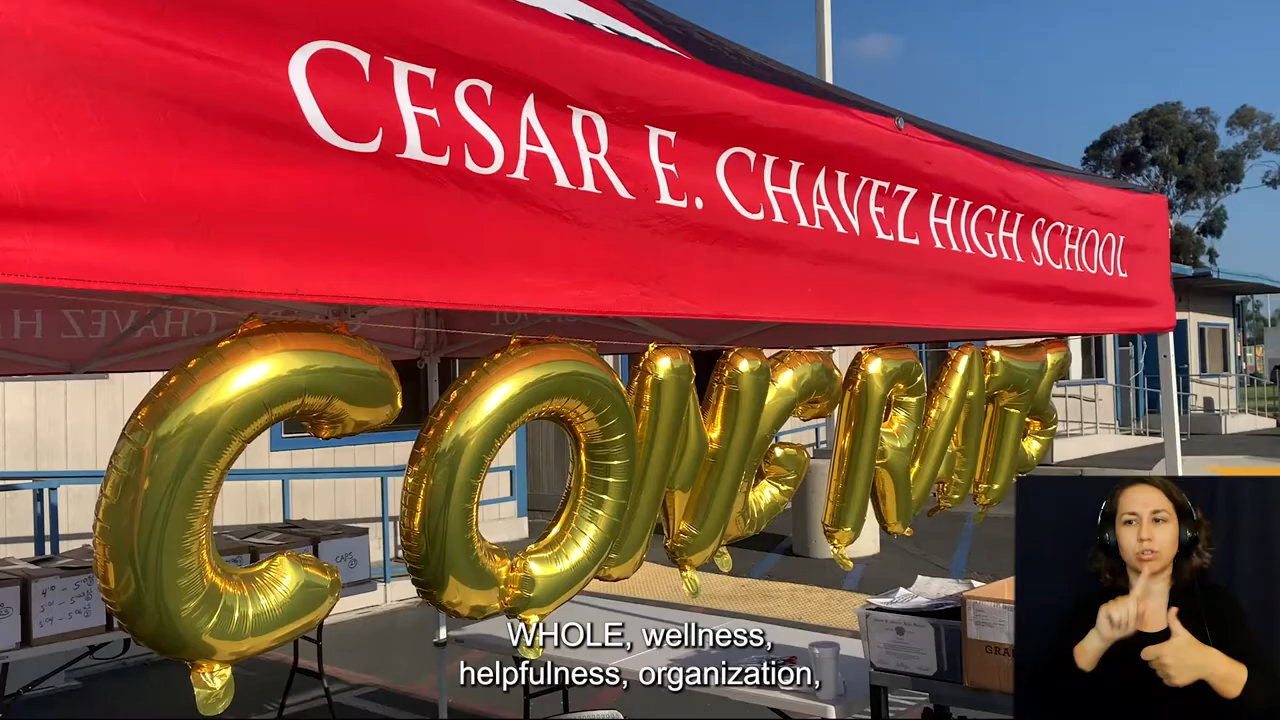 CESAR E. CHAVEZ HIGH SCHOOL
CONGRATS
CAPS
WHOLE, wellness,
helpfulness, organization,